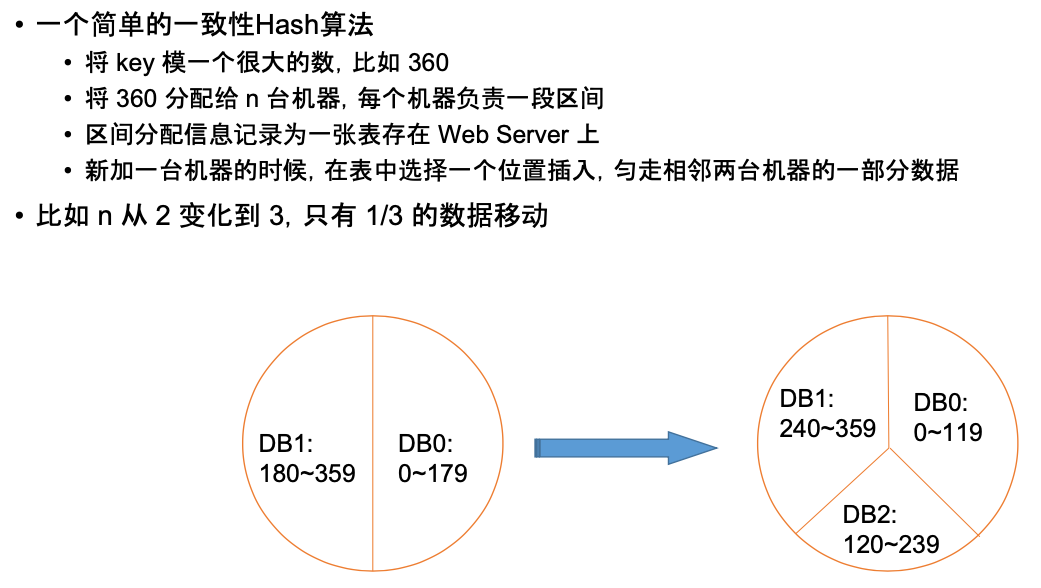 • 一个简单的一致性Hash算法
• 将 key 模一个很大的数，比如 360
• 将 360 分配给 n 台机器，每个机器负责一段区间
• 区间分配信息记录为一张表存在 Web Server 上
• 新加一台机器的时候，在表中选择一个位置插入，匀走相邻两台机器的一部分数据
• 比如 n 从 2 变化到 3，只有 1/3 的数据移动
DB1:
180~359
DB0:
0~179
DB1:
240~359
DB0:
0~119
DB2:
120~239